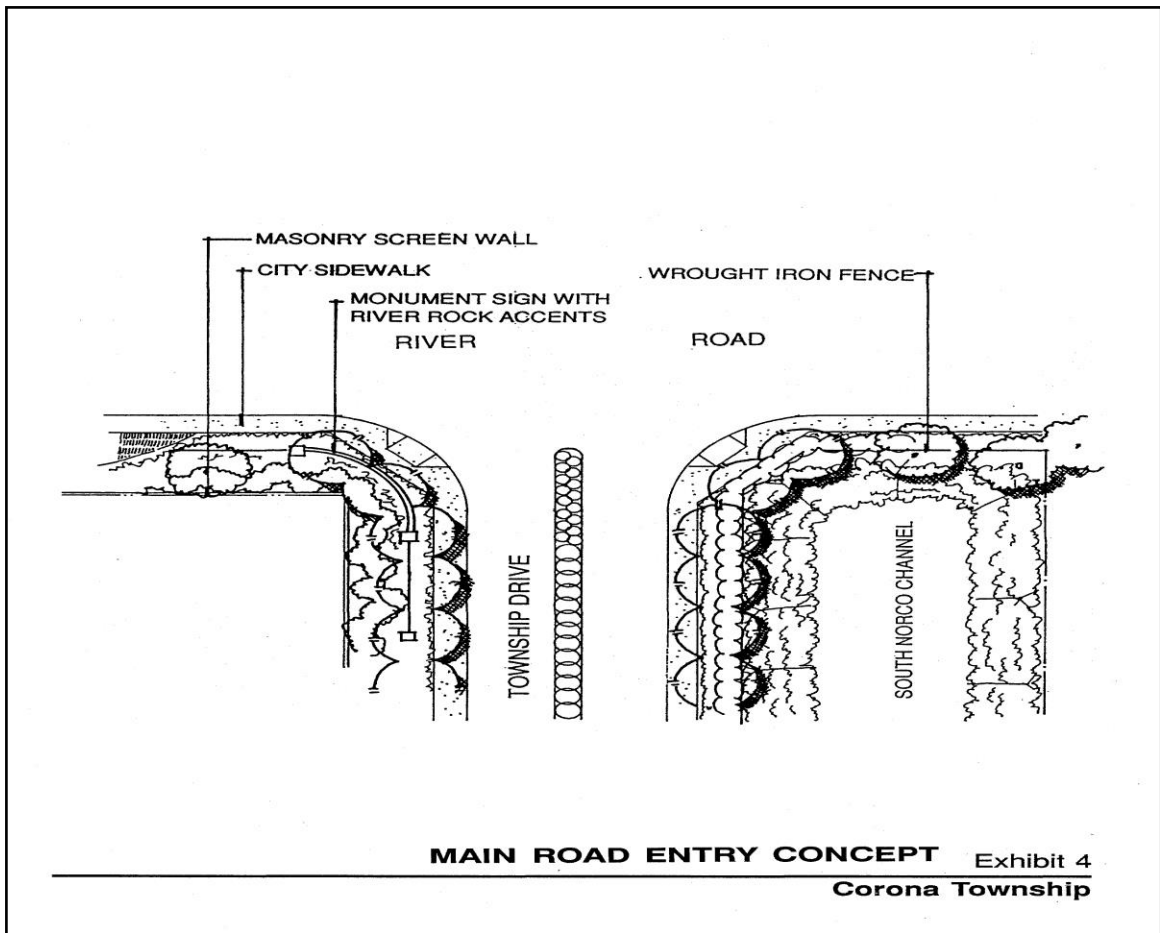 MASONRY SCREEN WALL
CITY SIDEWALK
WROUGHT IRON FENCE
MONUMENT SIGN WITH
RIVER ROCK ACCENTS
RIVER ROAD
TOWNSHIP DRIVE
SOUTH NORCO CHANNEL
MAIN ROAD ENTRY CONCEPT Exhibit 4
Corona Township